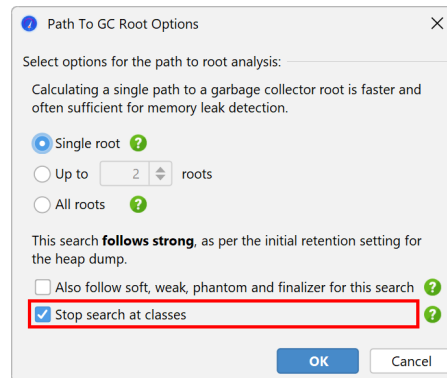 Path To GC Root Options
Select options for the path to root analysis:
Calculating a single path to a garbage collector root is faster and
often sufficient for memory leak detection.
Single root ?
Up to 2 roots
All roots ?
This search follows strong, as per the initial retention setting for
the heap dump.
Also follow soft, weak, phantom and finalizer for this search ?
Stop search at classes ?
OK Cancel